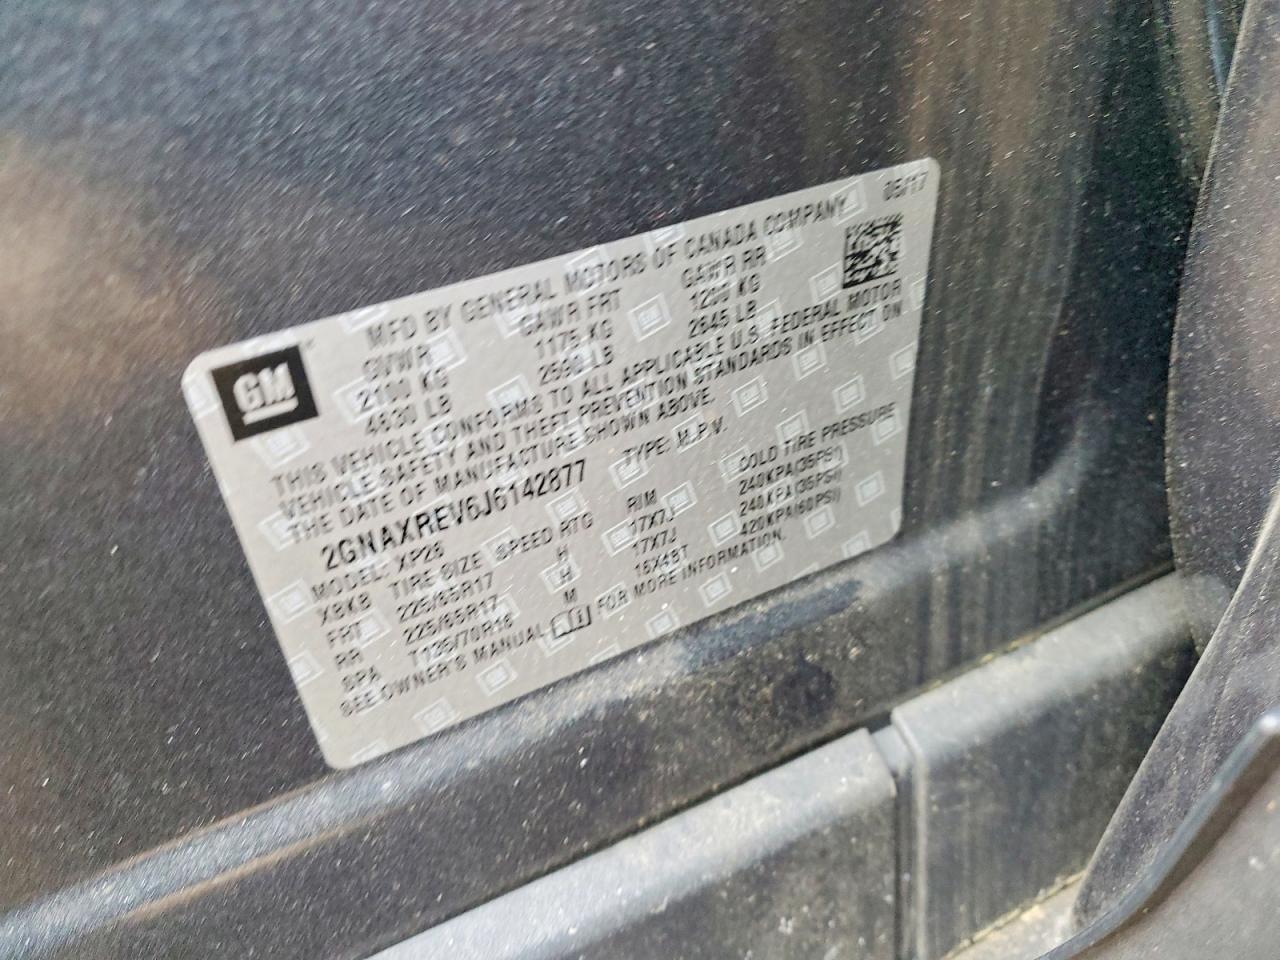 GM
MFD BY GENERAL MOTORS OF CANADA COMPANY 05/17
GVWR GAWR FRT GAWR RR
2100 KG 1175 KG 1200 KG
4630 LB 2590 LB 2645 LB
THIS VEHICLE CONFORMS TO ALL APPLICABLE U.S. FEDERAL MOTOR
VEHICLE SAFETY AND THEFT PREVENTION STANDARDS IN EFFECT ON
THE DATE OF MANUFACTURE SHOWN ABOVE.
2GNAXREV6J6142877 TYPE: M.P.V.
MODEL: XP26
XBKB TIRE SIZE SPEED RTG RIM COLD TIRE PRESSURE
FRT 225/65R17 H 17X7J 240KPA(35PSI)
RR 225/65R17 H 17X7J 240KPA(35PSI)
SPA T135/70R16 M 16X4BT 420KPA(60PSI)
SEE OWNER'S MANUAL FOR MORE INFORMATION.